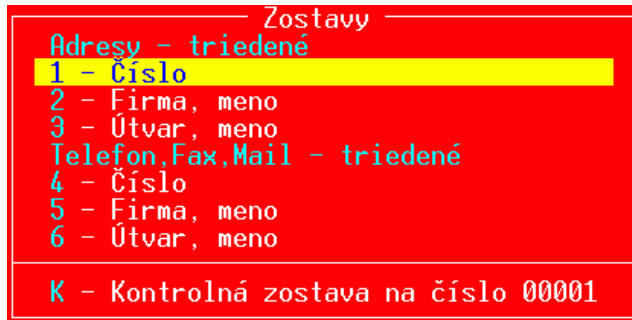 Zostavy
Adresy - triedené
1 - Číslo
2 - Firma, meno
3 - Útvar, meno
Telefon,Fax,Mail - triedené
4 - Číslo
5 - Firma, meno
6 - Útvar, meno
K - Kontrolná zostava na číslo 00001